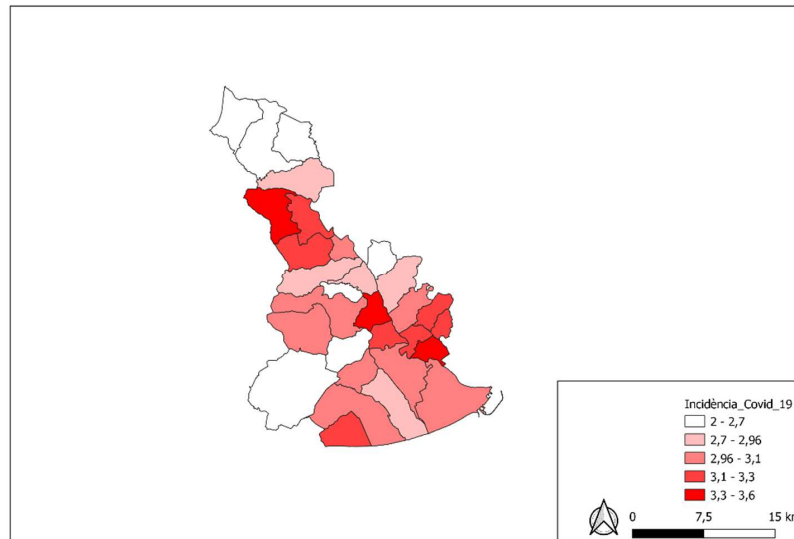 Incidència_Covid_19
2 - 2,7
2,7 - 2,96
2,96 - 3,1
3,1 - 3,3
3,3 - 3,6
0 7,5 15 km